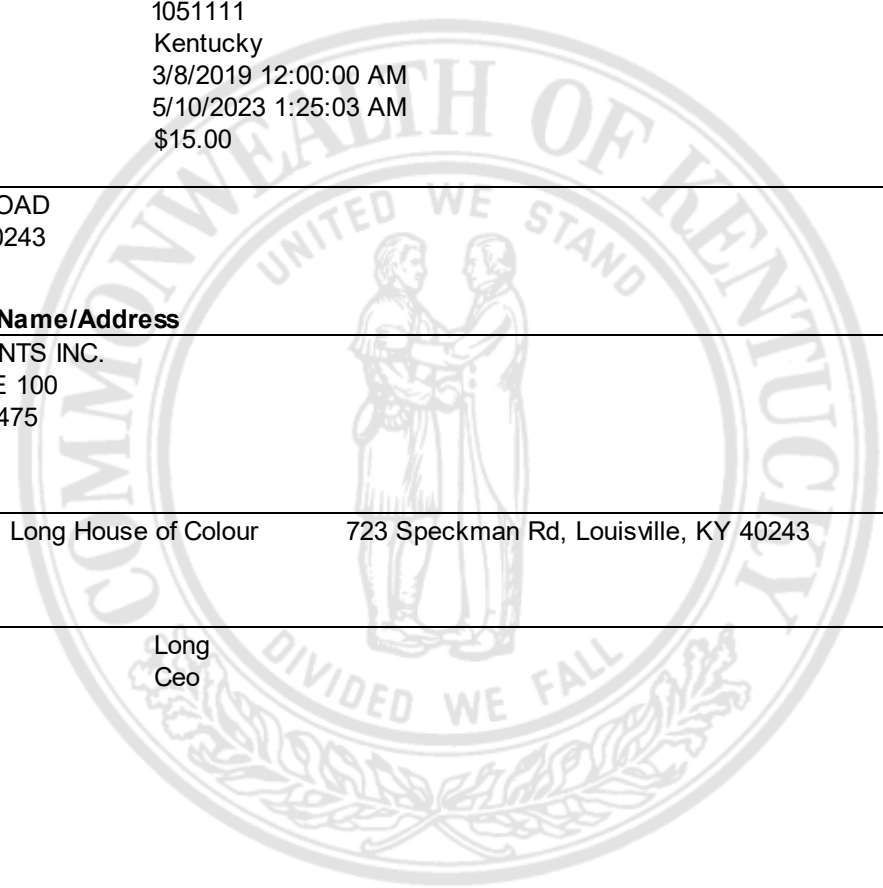 1051111
Kentucky
3/8/2019 12:00:00 AM
5/10/2023 1:25:03 AM
$15.00
OAD
0243
Name/Address
NTS INC.
E 100
475
Long House of Colour 723 Speckman Rd, Louisville, KY 40243
Long
Ceo
COMMONWEALTH OF KENTUCKY
UNITED WE STAND
DIVIDED WE FALL